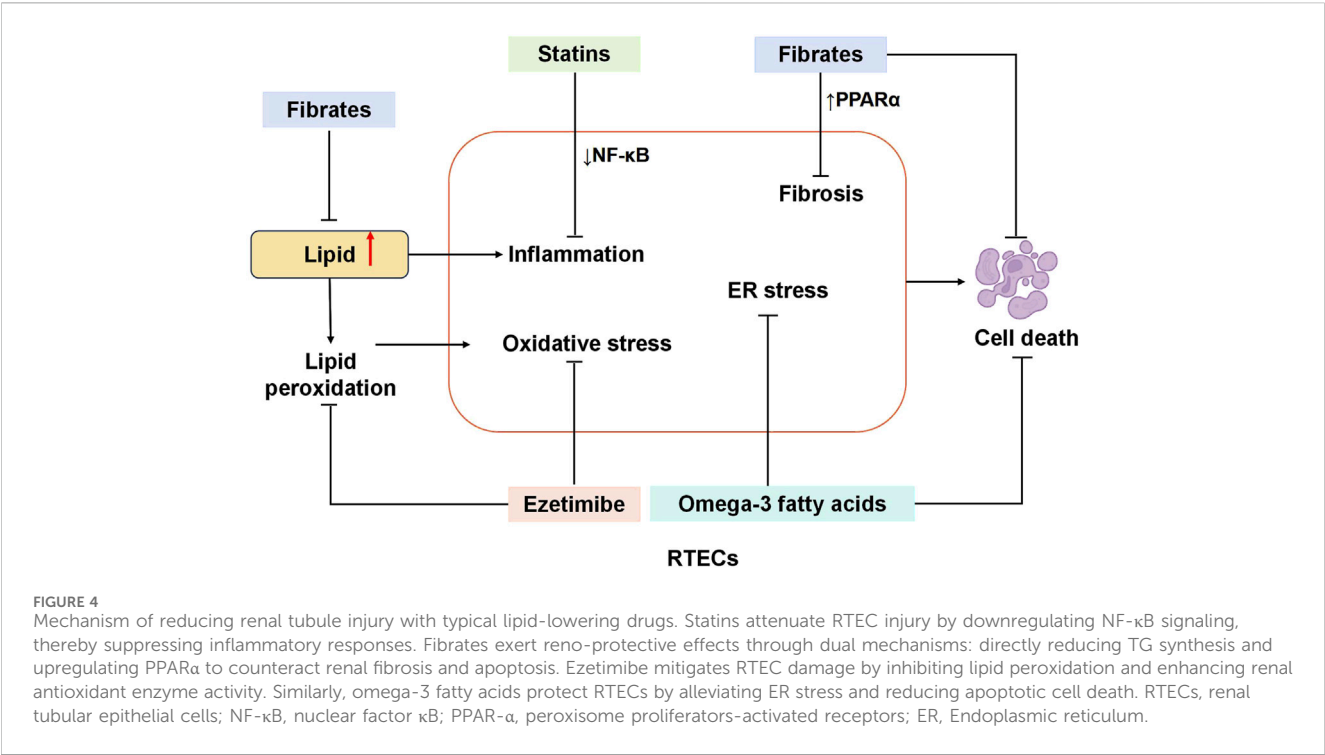 Statins
Fibrates
↑PPARα
Fibrates
↓NF-κB
Fibrosis
Lipid
Inflammation
ER stress
Oxidative stress
Cell death
Lipid
peroxidation
Ezetimibe
Omega-3 fatty acids
RTECs
FIGURE 4
Mechanism of reducing renal tubule injury with typical lipid-lowering drugs. Statins attenuate RTEC injury by downregulating NF-κB signaling,
thereby suppressing inflammatory responses. Fibrates exert reno-protective effects through dual mechanisms: directly reducing TG synthesis and
upregulating PPARα to counteract renal fibrosis and apoptosis. Ezetimibe mitigates RTEC damage by inhibiting lipid peroxidation and enhancing renal
antioxidant enzyme activity. Similarly, omega-3 fatty acids protect RTECs by alleviating ER stress and reducing apoptotic cell death. RTECs, renal
tubular epithelial cells; NF-κB, nuclear factor κB; PPAR-α, peroxisome proliferators-activated receptors; ER, Endoplasmic reticulum.